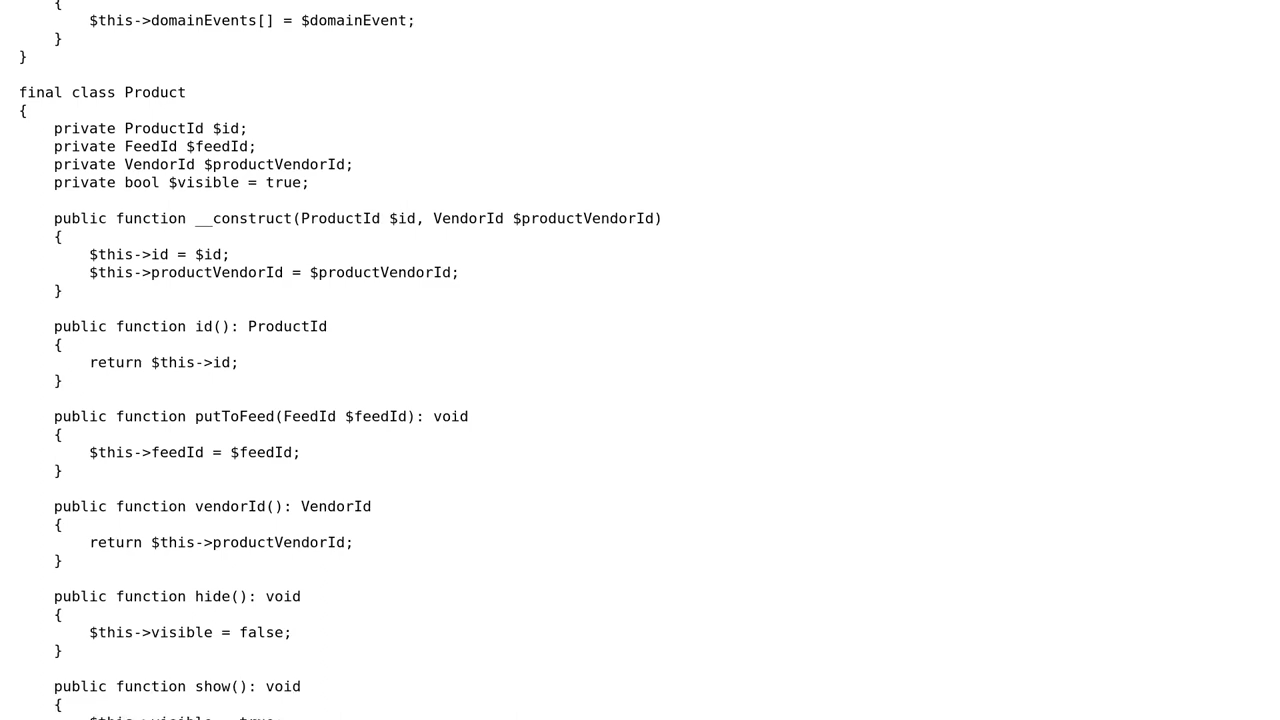 {
        $this->domainEvents[] = $domainEvent;
    }
}

final class Product
{
    private ProductId $id;
    private FeedId $feedId;
    private VendorId $productVendorId;
    private bool $visible = true;

    public function __construct(ProductId $id, VendorId $productVendorId)
    {
        $this->id = $id;
        $this->productVendorId = $productVendorId;
    }

    public function id(): ProductId
    {
        return $this->id;
    }

    public function putToFeed(FeedId $feedId): void
    {
        $this->feedId = $feedId;
    }

    public function vendorId(): VendorId
    {
        return $this->productVendorId;
    }

    public function hide(): void
    {
        $this->visible = false;
    }

    public function show(): void
    {
        $this->visible = true;